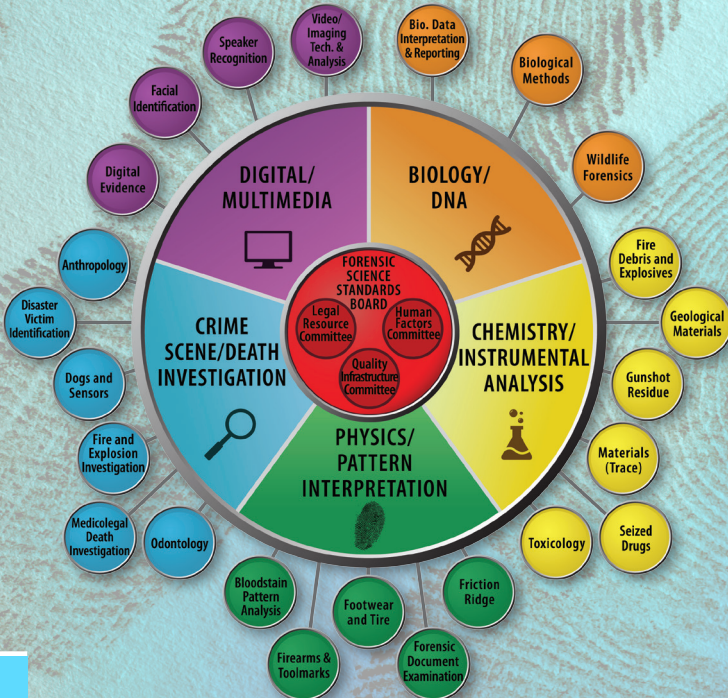 Video/
Imaging
Tech. &
Analysis
Bio. Data
Interpretation
& Reporting
Speaker
Recognition
Biological
Methods
Facial
Identification
Wildlife
Forensics
Digital
Evidence
DIGITAL/
MULTIMEDIA
BIOLOGY/
DNA
Anthropology
Fire
Debris and
Explosives
Disaster
Victim
Identification
Geological
Materials
FORENSIC
SCIENCE
STANDARDS
BOARD
Legal
Resource
Committee
Human
Factors
Committee
Quality
Infrastructure
Committee
CRIME
SCENE/DEATH
INVESTIGATION
CHEMISTRY/
INSTRUMENTAL
ANALYSIS
Dogs and
Sensors
Gunshot
Residue
Fire and
Explosion
Investigation
Materials
(Trace)
PHYSICS/
PATTERN
INTERPRETATION
Medicolegal
Death
Investigation
Odontology
Toxicology
Seized
Drugs
Bloodstain
Pattern
Analysis
Footwear
and Tire
Friction
Ridge
Firearms &
Toolmarks
Forensic
Document
Examination